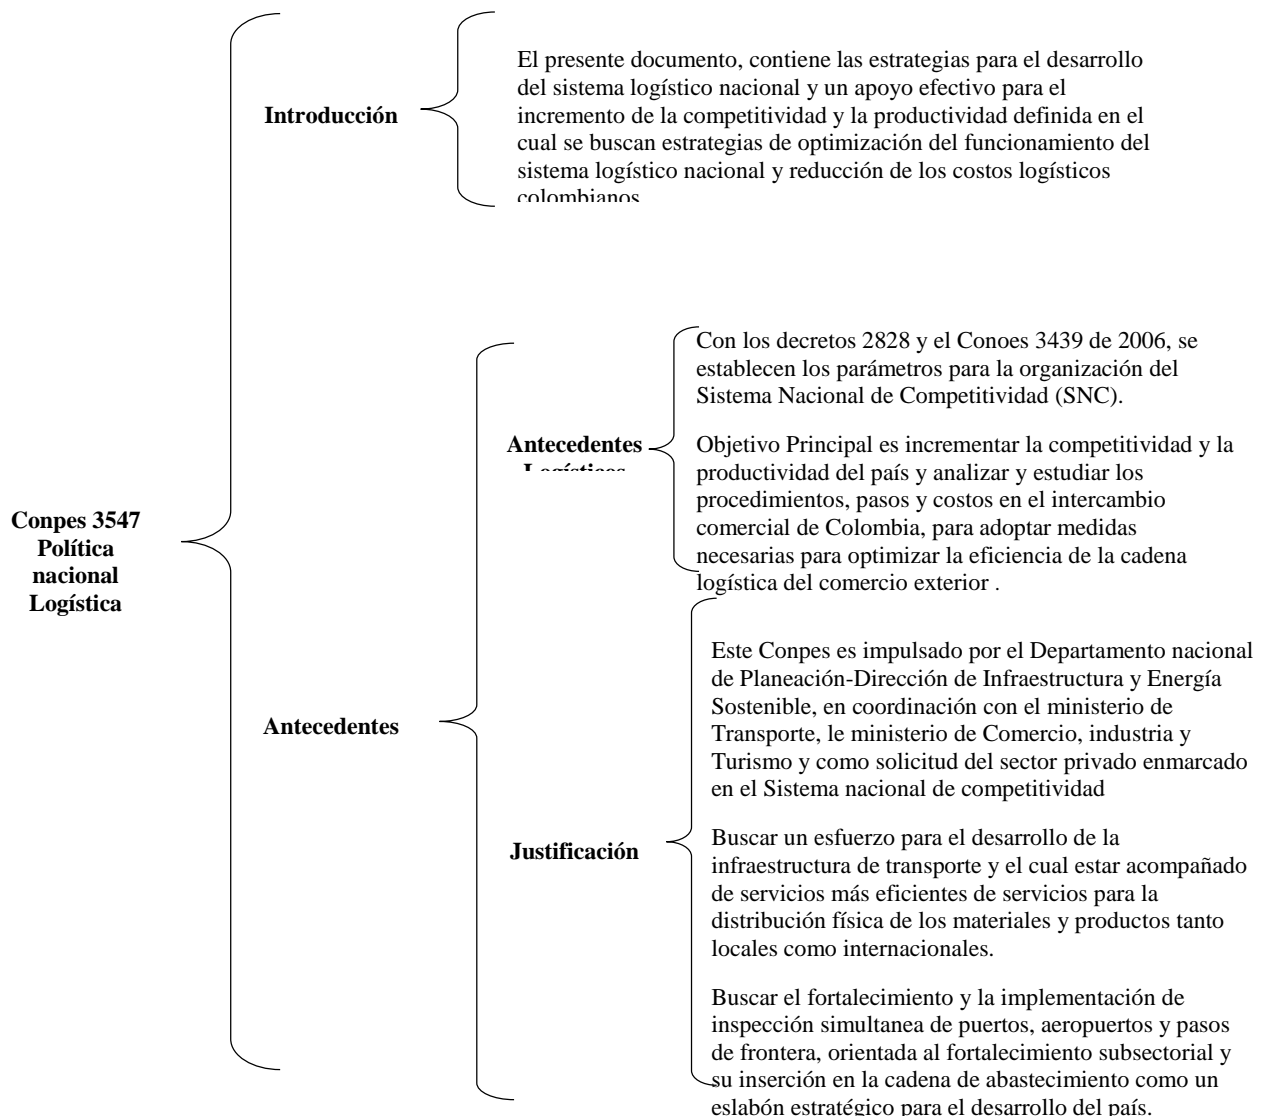 Conpes 3547
Política
nacional
Logística
Introducción
El presente documento, contiene las estrategias para el desarrollo
del sistema logístico nacional y un apoyo efectivo para el
incremento de la competitividad y la productividad definida en el
cual se buscan estrategias de optimización del funcionamiento del
sistema logístico nacional y reducción de los costos logísticos
colombianos
Antecedentes
Antecedentes
Logísticos
Con los decretos 2828 y el Conoes 3439 de 2006, se
establecen los parámetros para la organización del
Sistema Nacional de Competitividad (SNC).
Objetivo Principal es incrementar la competitividad y la
productividad del país y analizar y estudiar los
procedimientos, pasos y costos en el intercambio
comercial de Colombia, para adoptar medidas
necesarias para optimizar la eficiencia de la cadena
logística del comercio exterior .
Justificación
Este Conpes es impulsado por el Departamento nacional
de Planeación-Dirección de Infraestructura y Energía
Sostenible, en coordinación con el ministerio de
Transporte, le ministerio de Comercio, industria y
Turismo y como solicitud del sector privado enmarcado
en el Sistema nacional de competitividad
Buscar un esfuerzo para el desarrollo de la
infraestructura de transporte y el cual estar acompañado
de servicios más eficientes de servicios para la
distribución física de los materiales y productos tanto
locales como internacionales.
Buscar el fortalecimiento y la implementación de
inspección simultanea de puertos, aeropuertos y pasos
de frontera, orientada al fortalecimiento subsectorial y
su inserción en la cadena de abastecimiento como un
eslabón estratégico para el desarrollo del país.